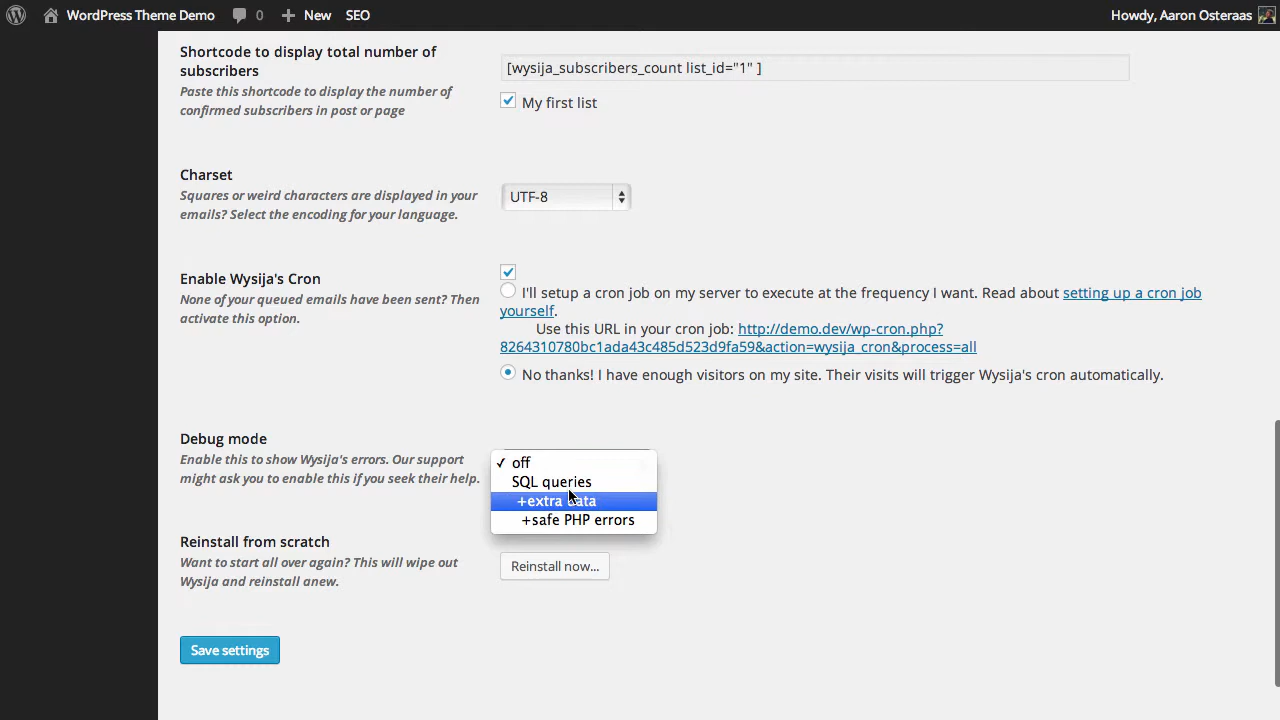 WordPress Theme Demo 0 New SEO Howdy, Aaron Osteraas
Shortcode to display total number of
subscribers
Paste this shortcode to display the number of
confirmed subscribers in post or page
[wysija_subscribers_count list_id="1" ]
My first list
Charset
Squares or weird characters are displayed in your
emails? Select the encoding for your language.
UTF-8
Enable Wysija's Cron
None of your queued emails have been sent? Then
activate this option.
I'll setup a cron job on my server to execute at the frequency I want. Read about setting up a cron job
yourself.
Use this URL in your cron job: http://demo.dev/wp-cron.php?
8264310780bc1ada43c485d523d9fa59&action=wysija_cron&process=all
No thanks! I have enough visitors on my site. Their visits will trigger Wysija's cron automatically.
Debug mode
Enable this to show Wysija's errors. Our support
might ask you to enable this if you seek their help.
✓ off
SQL queries
+extra data
+safe PHP errors
Reinstall from scratch
Want to start all over again? This will wipe out
Wysija and reinstall anew.
Reinstall now...
Save settings